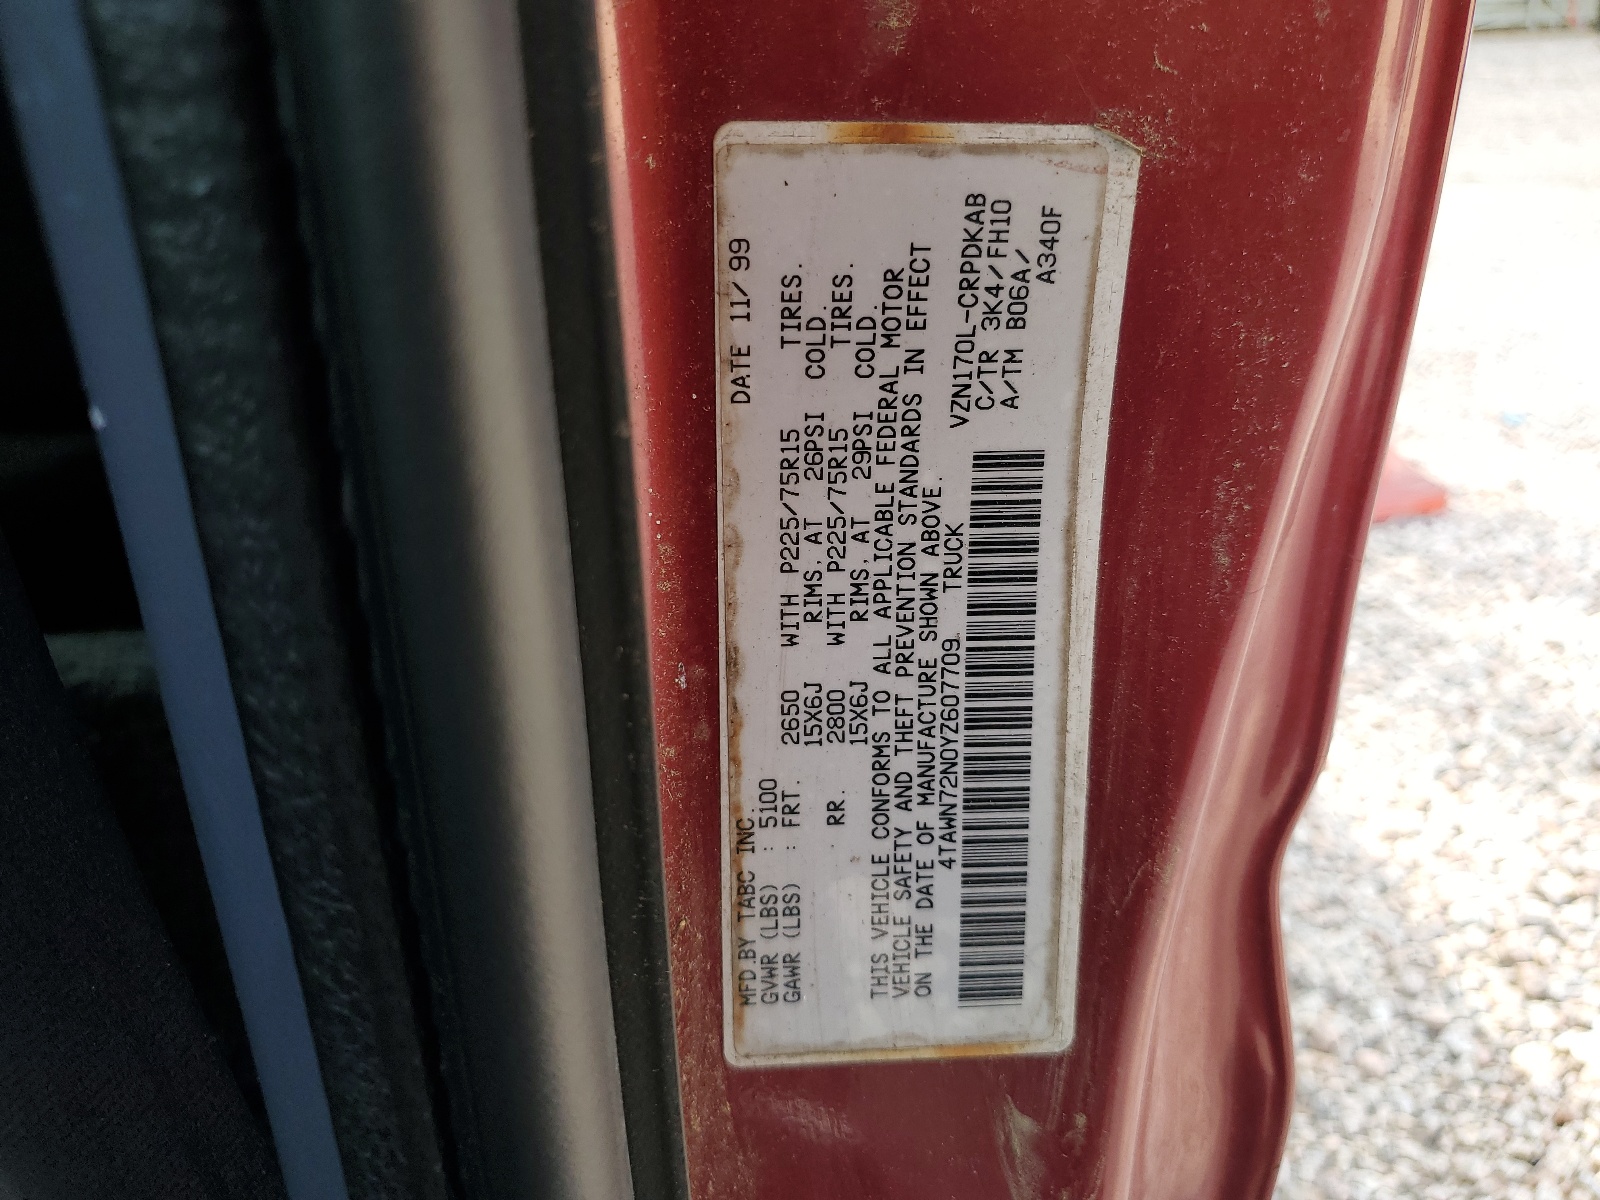 MFD.BY TABC INC. DATE 11/99
GVWR (LBS) : 5100
GAWR (LBS) : FRT. 2650 WITH P225/75R15 TIRES.
15X6J RIMS, AT 26PSI COLD.
RR. 2800 WITH P225/75R15 TIRES.
15X6J RIMS, AT 29PSI COLD.
THIS VEHICLE CONFORMS TO ALL APPLICABLE FEDERAL MOTOR
VEHICLE SAFETY AND THEFT PREVENTION STANDARDS IN EFFECT
ON THE DATE OF MANUFACTURE SHOWN ABOVE.
4TAWN72N0YZ607709 TRUCK
VZN170L-CRPDKAB
C/TR 3K4/FH10
A/TM B06A/
A340F